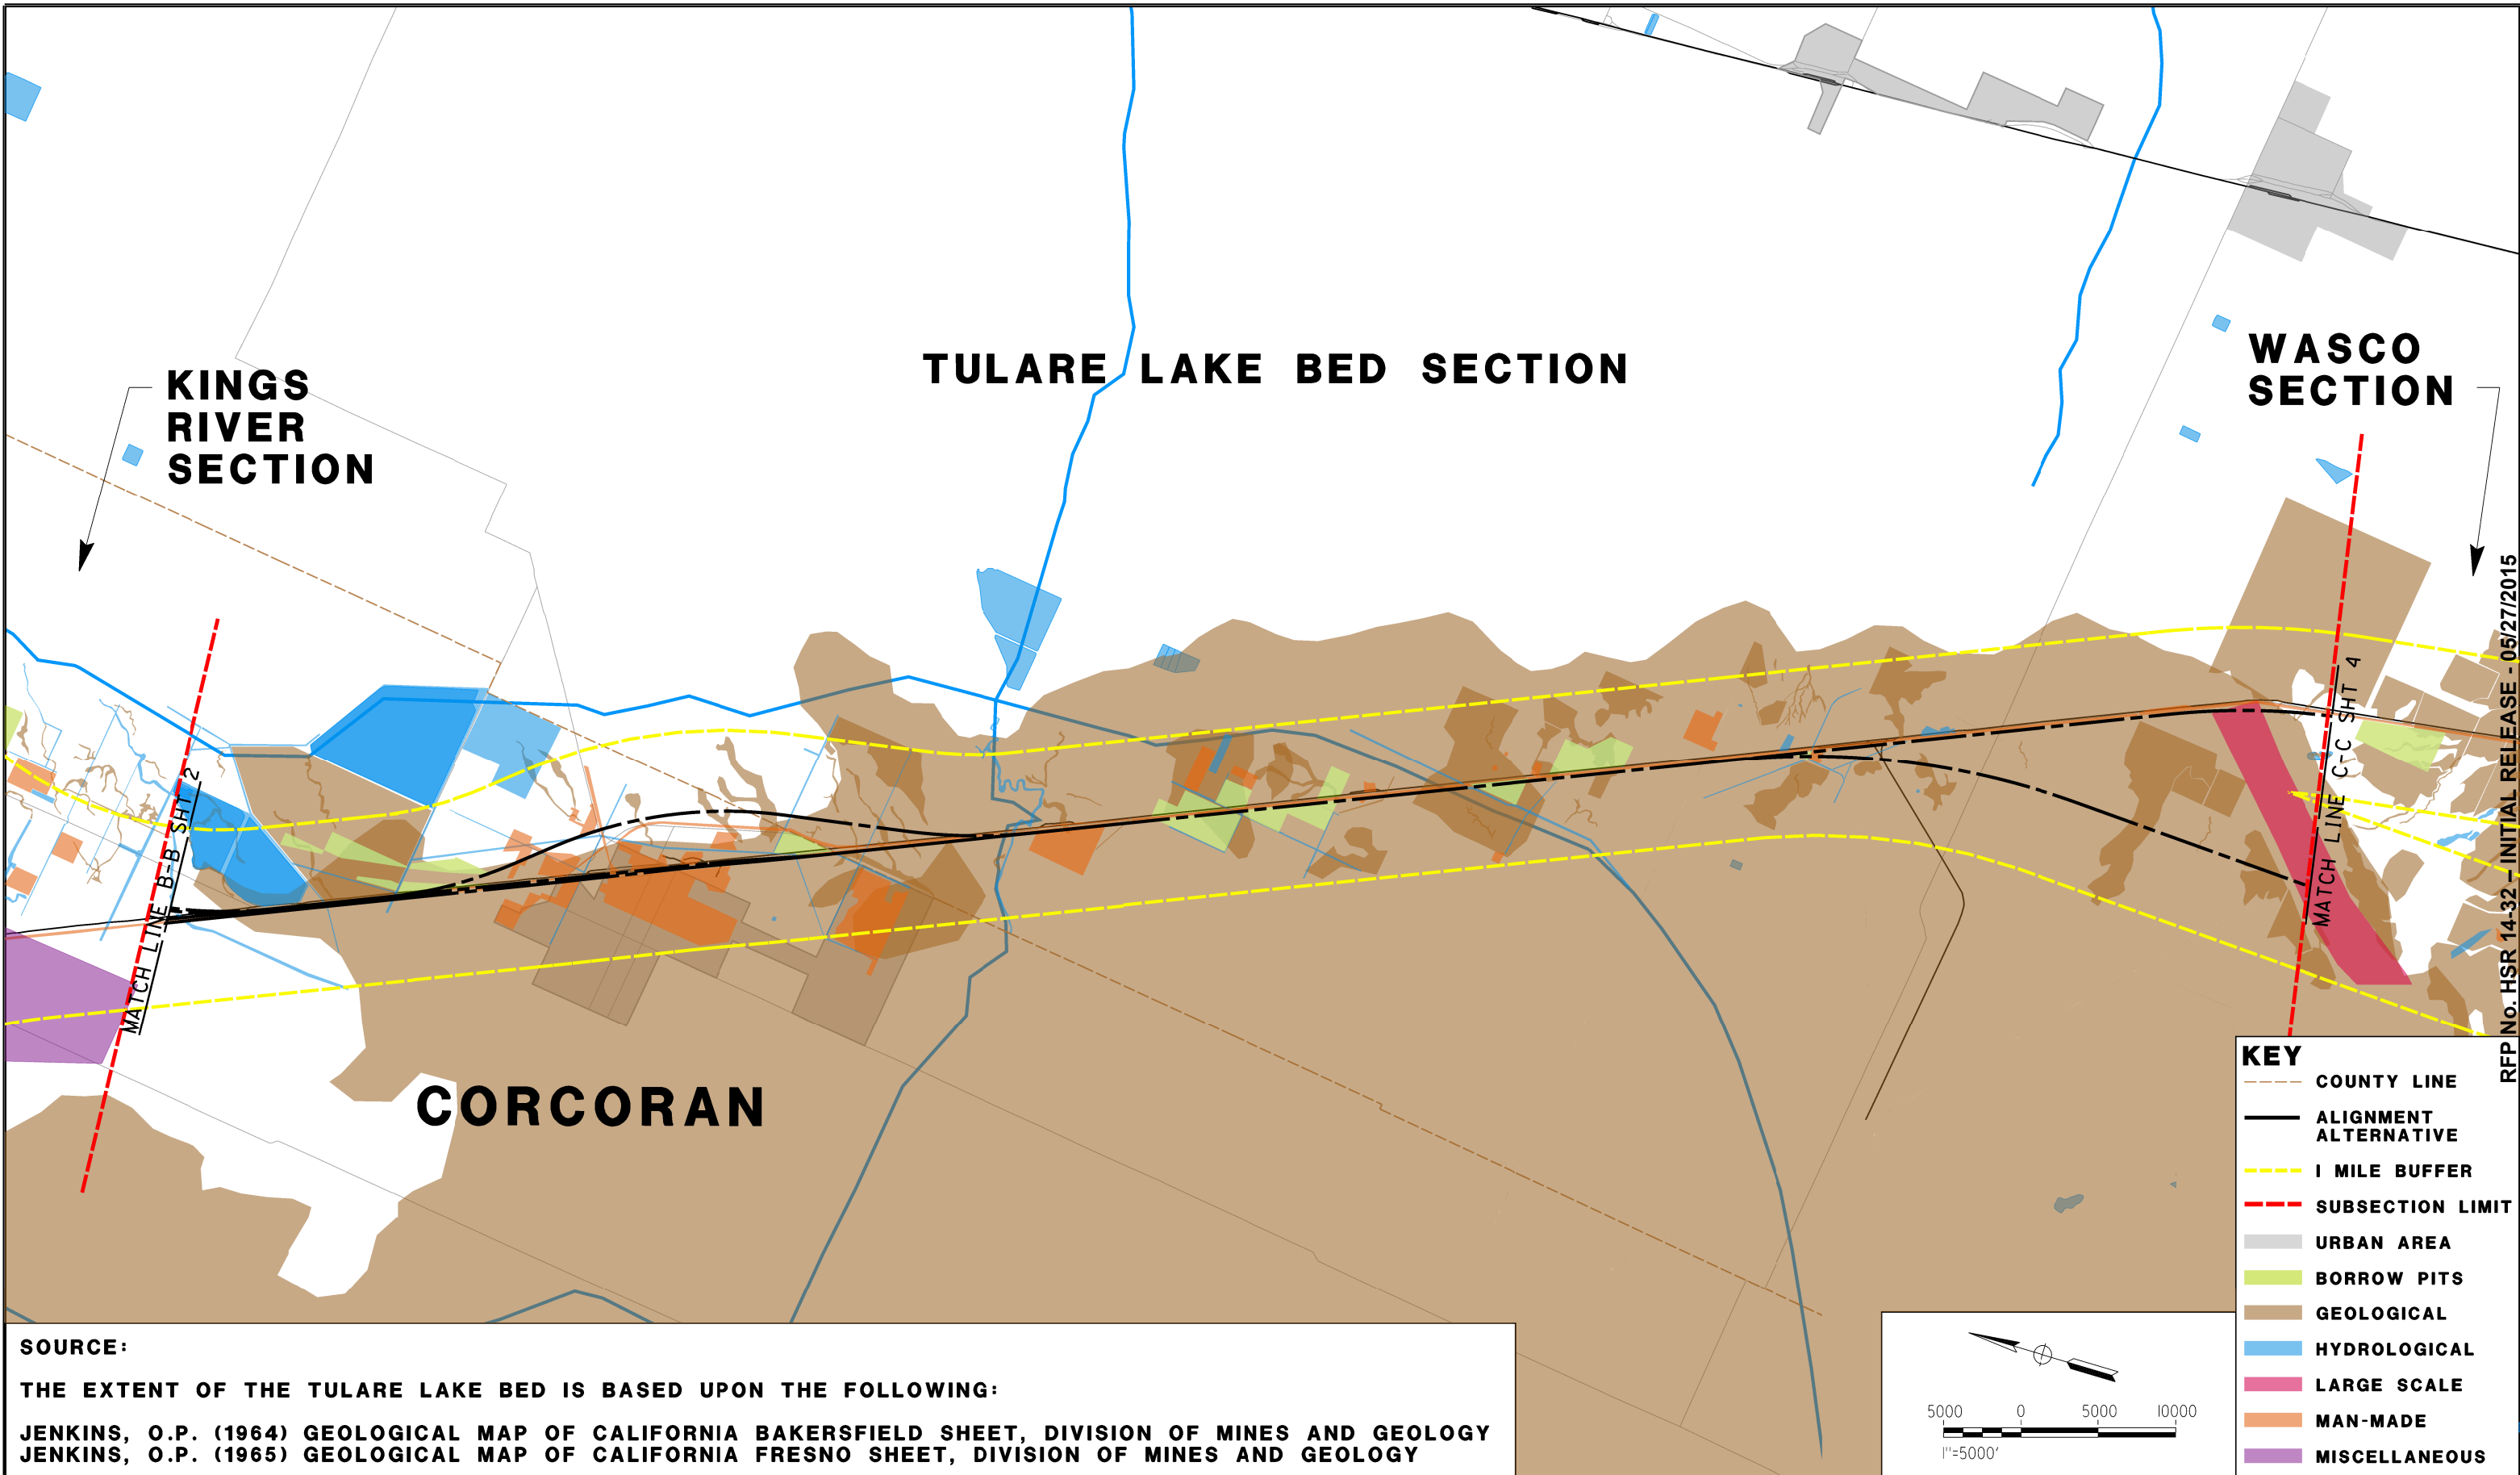 TULARE LAKE BED SECTION
WASCO
SECTION
KINGS
RIVER
SECTION
MATCH LINE B-B SHT 2
MATCH LINE C-C SHT 4
CORCORAN
RFP No. HSR 14-32 – INITIAL RELEASE - 05/27/2015
KEY
COUNTY LINE
ALIGNMENT
ALTERNATIVE
1 MILE BUFFER
SUBSECTION LIMIT
URBAN AREA
BORROW PITS
GEOLOGICAL
HYDROLOGICAL
LARGE SCALE
MAN-MADE
MISCELLANEOUS
SOURCE:
THE EXTENT OF THE TULARE LAKE BED IS BASED UPON THE FOLLOWING:
JENKINS, O.P. (1964) GEOLOGICAL MAP OF CALIFORNIA BAKERSFIELD SHEET, DIVISION OF MINES AND GEOLOGY
JENKINS, O.P. (1965) GEOLOGICAL MAP OF CALIFORNIA FRESNO SHEET, DIVISION OF MINES AND GEOLOGY
5000 0 5000 10000
1"=5000'